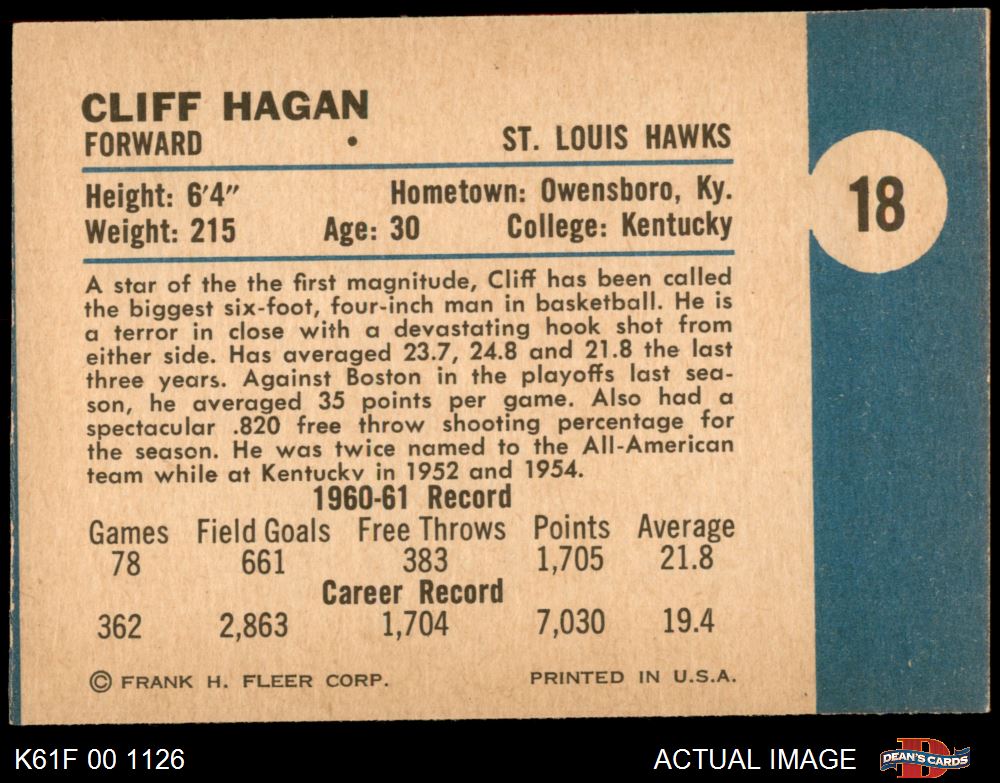 CLIFF HAGAN
FORWARD • ST. LOUIS HAWKS
Height: 6'4" Hometown: Owensboro, Ky.
Weight: 215 Age: 30 College: Kentucky
18
A star of the the first magnitude, Cliff has been called
the biggest six-foot, four-inch man in basketball. He is
a terror in close with a devastating hook shot from
either side. Has averaged 23.7, 24.8 and 21.8 the last
three years. Against Boston in the playoffs last sea-
son, he averaged 35 points per game. Also had a
spectacular .820 free throw shooting percentage for
the season. He was twice named to the All-American
team while at Kentucky in 1952 and 1954.
1960-61 Record
Games Field Goals Free Throws Points Average
78 661 383 1,705 21.8
Career Record
362 2,863 1,704 7,030 19.4
© FRANK H. FLEER CORP. PRINTED IN U.S.A.
K61F 00 1126 ACTUAL IMAGE DEAN'S CARDS